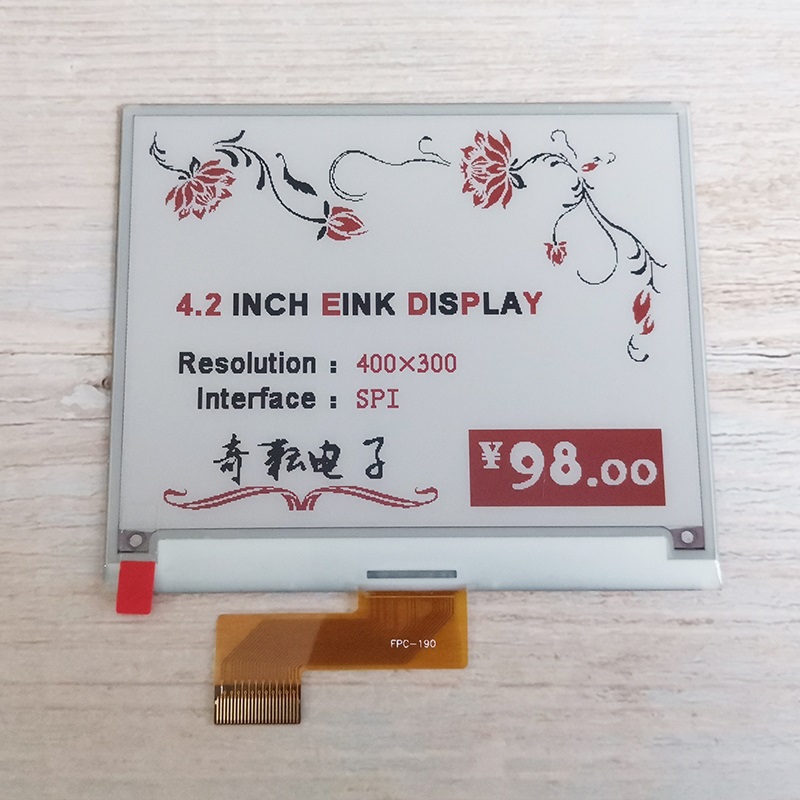 4.2 INCH EINK DISPLAY
Resolution : 400×300
Interface : SPI
奇耘电子
¥98.00
FPC-190